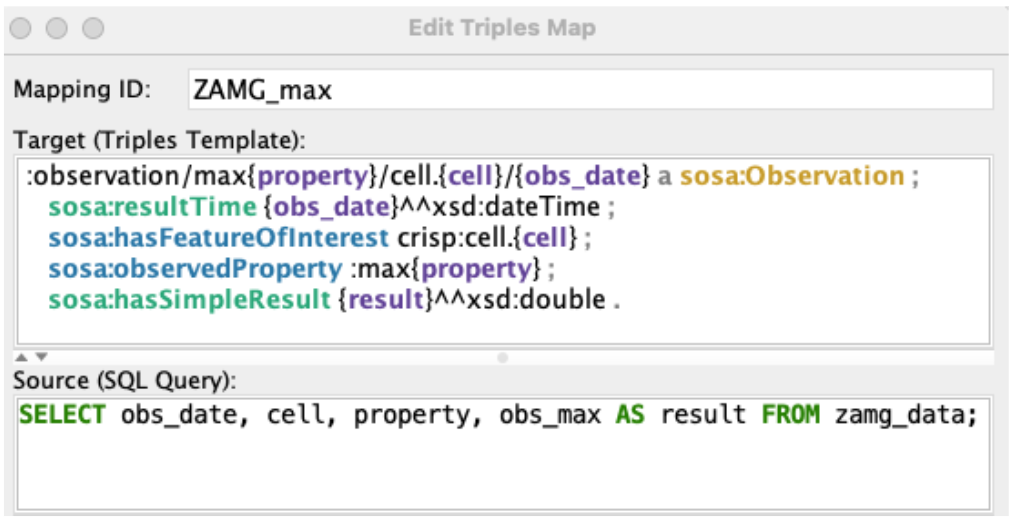 Edit Triples Map
Mapping ID: ZAMG_max
Target (Triples Template):
:observation/max{property}/cell.{cell}/{obs_date} a sosa:Observation ;
sosa:resultTime {obs_date}^^xsd:dateTime ;
sosa:hasFeatureOfInterest crisp:cell.{cell} ;
sosa:observedProperty :max{property} ;
sosa:hasSimpleResult {result}^^xsd:double .
Source (SQL Query):
SELECT obs_date, cell, property, obs_max AS result FROM zamg_data;